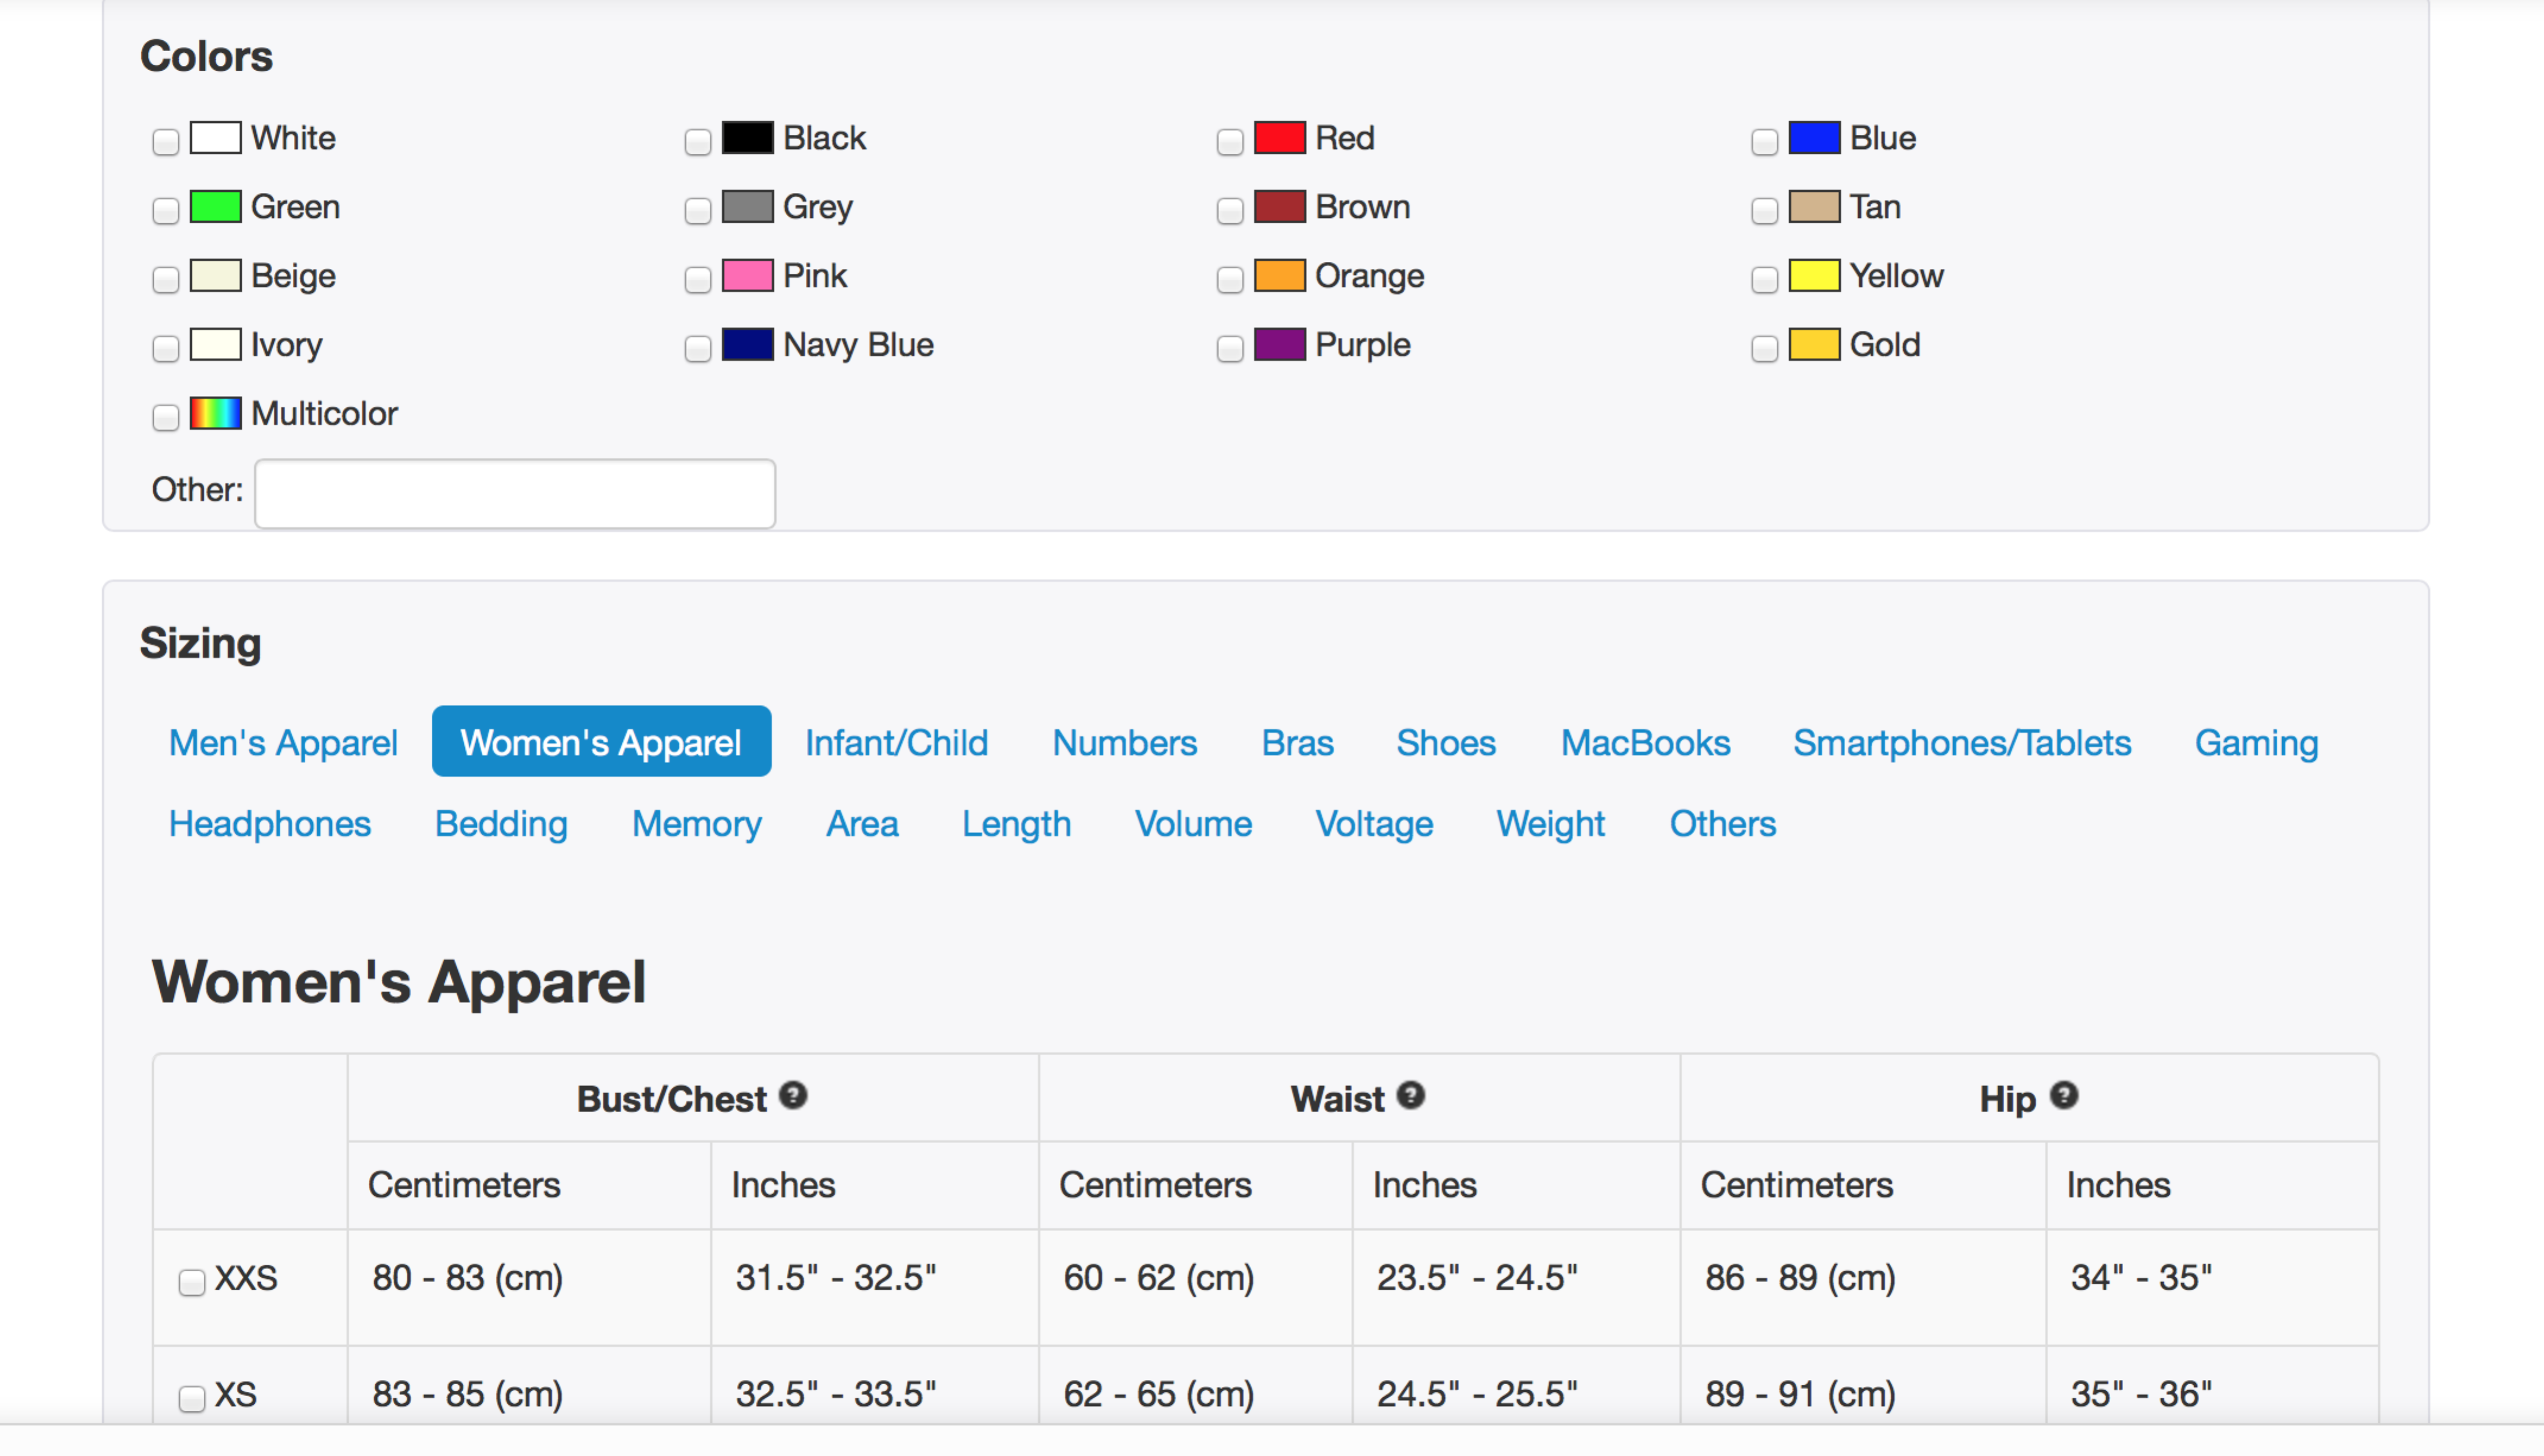 Colors
White Black Red Blue
Green Grey Brown Tan
Beige Pink Orange Yellow
Ivory Navy Blue Purple Gold
Multicolor
Other:
Sizing
Men's Apparel Women's Apparel Infant/Child Numbers Bras Shoes MacBooks Smartphones/Tablets Gaming
Headphones Bedding Memory Area Length Volume Voltage Weight Others
Women's Apparel
Bust/Chest ? Waist ? Hip ?
Centimeters Inches Centimeters Inches Centimeters Inches
XXS 80 - 83 (cm) 31.5" - 32.5" 60 - 62 (cm) 23.5" - 24.5" 86 - 89 (cm) 34" - 35"
XS 83 - 85 (cm) 32.5" - 33.5" 62 - 65 (cm) 24.5" - 25.5" 89 - 91 (cm) 35" - 36"